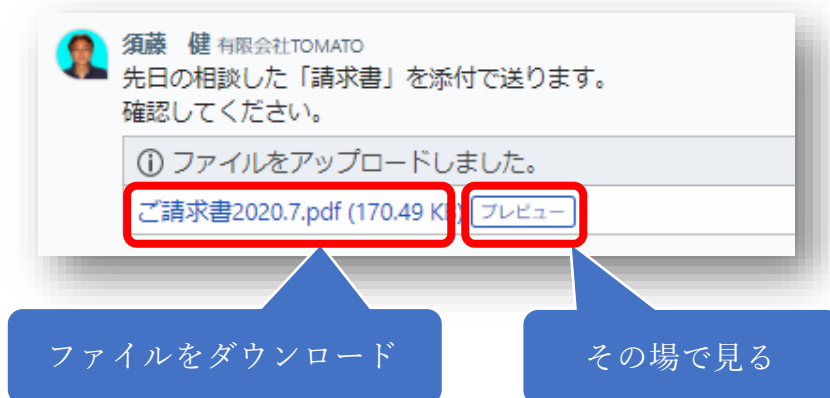 須藤 健 有限会社TOMATO
先日の相談した「請求書」を添付で送ります。
確認してください。
ファイルをアップロードしました。
ご請求書2020.7.pdf (170.49 KB) プレビュー
ファイルをダウンロード
その場で見る